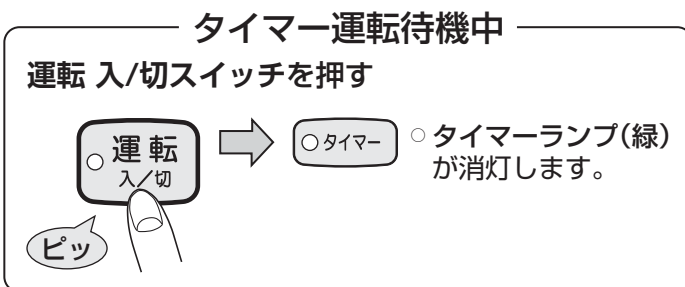 タイマー運転待機中
運転 入/切スイッチを押す
運転
入/切
タイマー
タイマーランプ(緑)
が消灯します。
ピッ